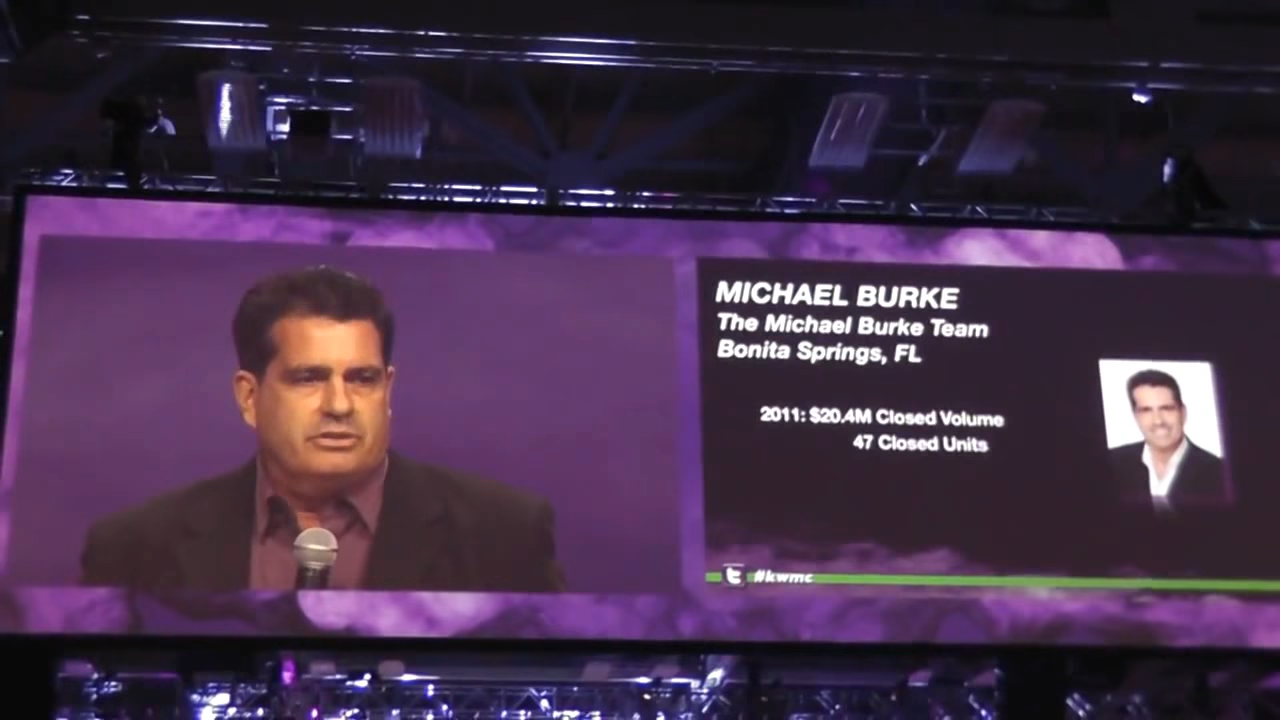 MICHAEL BURKE
The Michael Burke Team
Bonita Springs, FL
2011: $20.4M Closed Volume
47 Closed Units
#kwmc